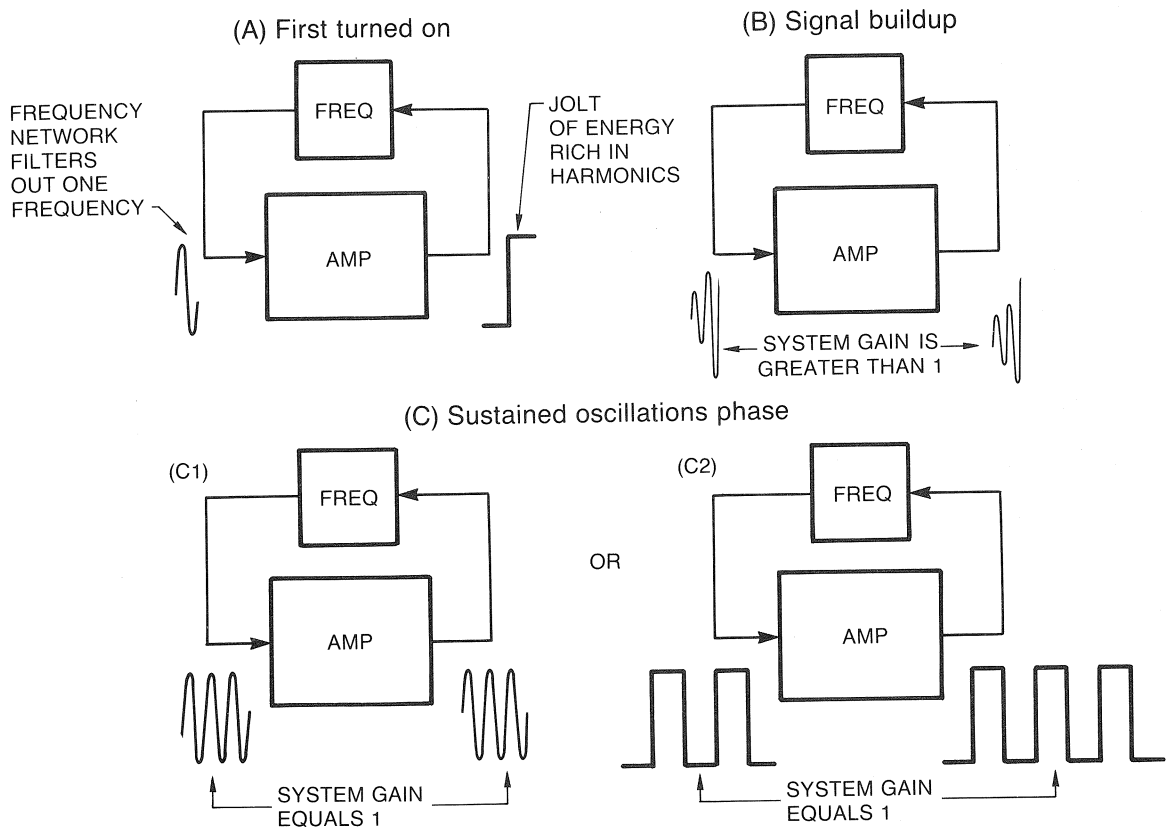 (A) First turned on
FREQ
FREQUENCY
NETWORK
FILTERS
OUT ONE
FREQUENCY
JOLT
OF ENERGY
RICH IN
HARMONICS
AMP
(B) Signal buildup
FREQ
AMP
SYSTEM GAIN IS
GREATER THAN 1
(C) Sustained oscillations phase
(C1)
FREQ
AMP
SYSTEM GAIN
EQUALS 1
OR
(C2)
FREQ
AMP
SYSTEM GAIN
EQUALS 1